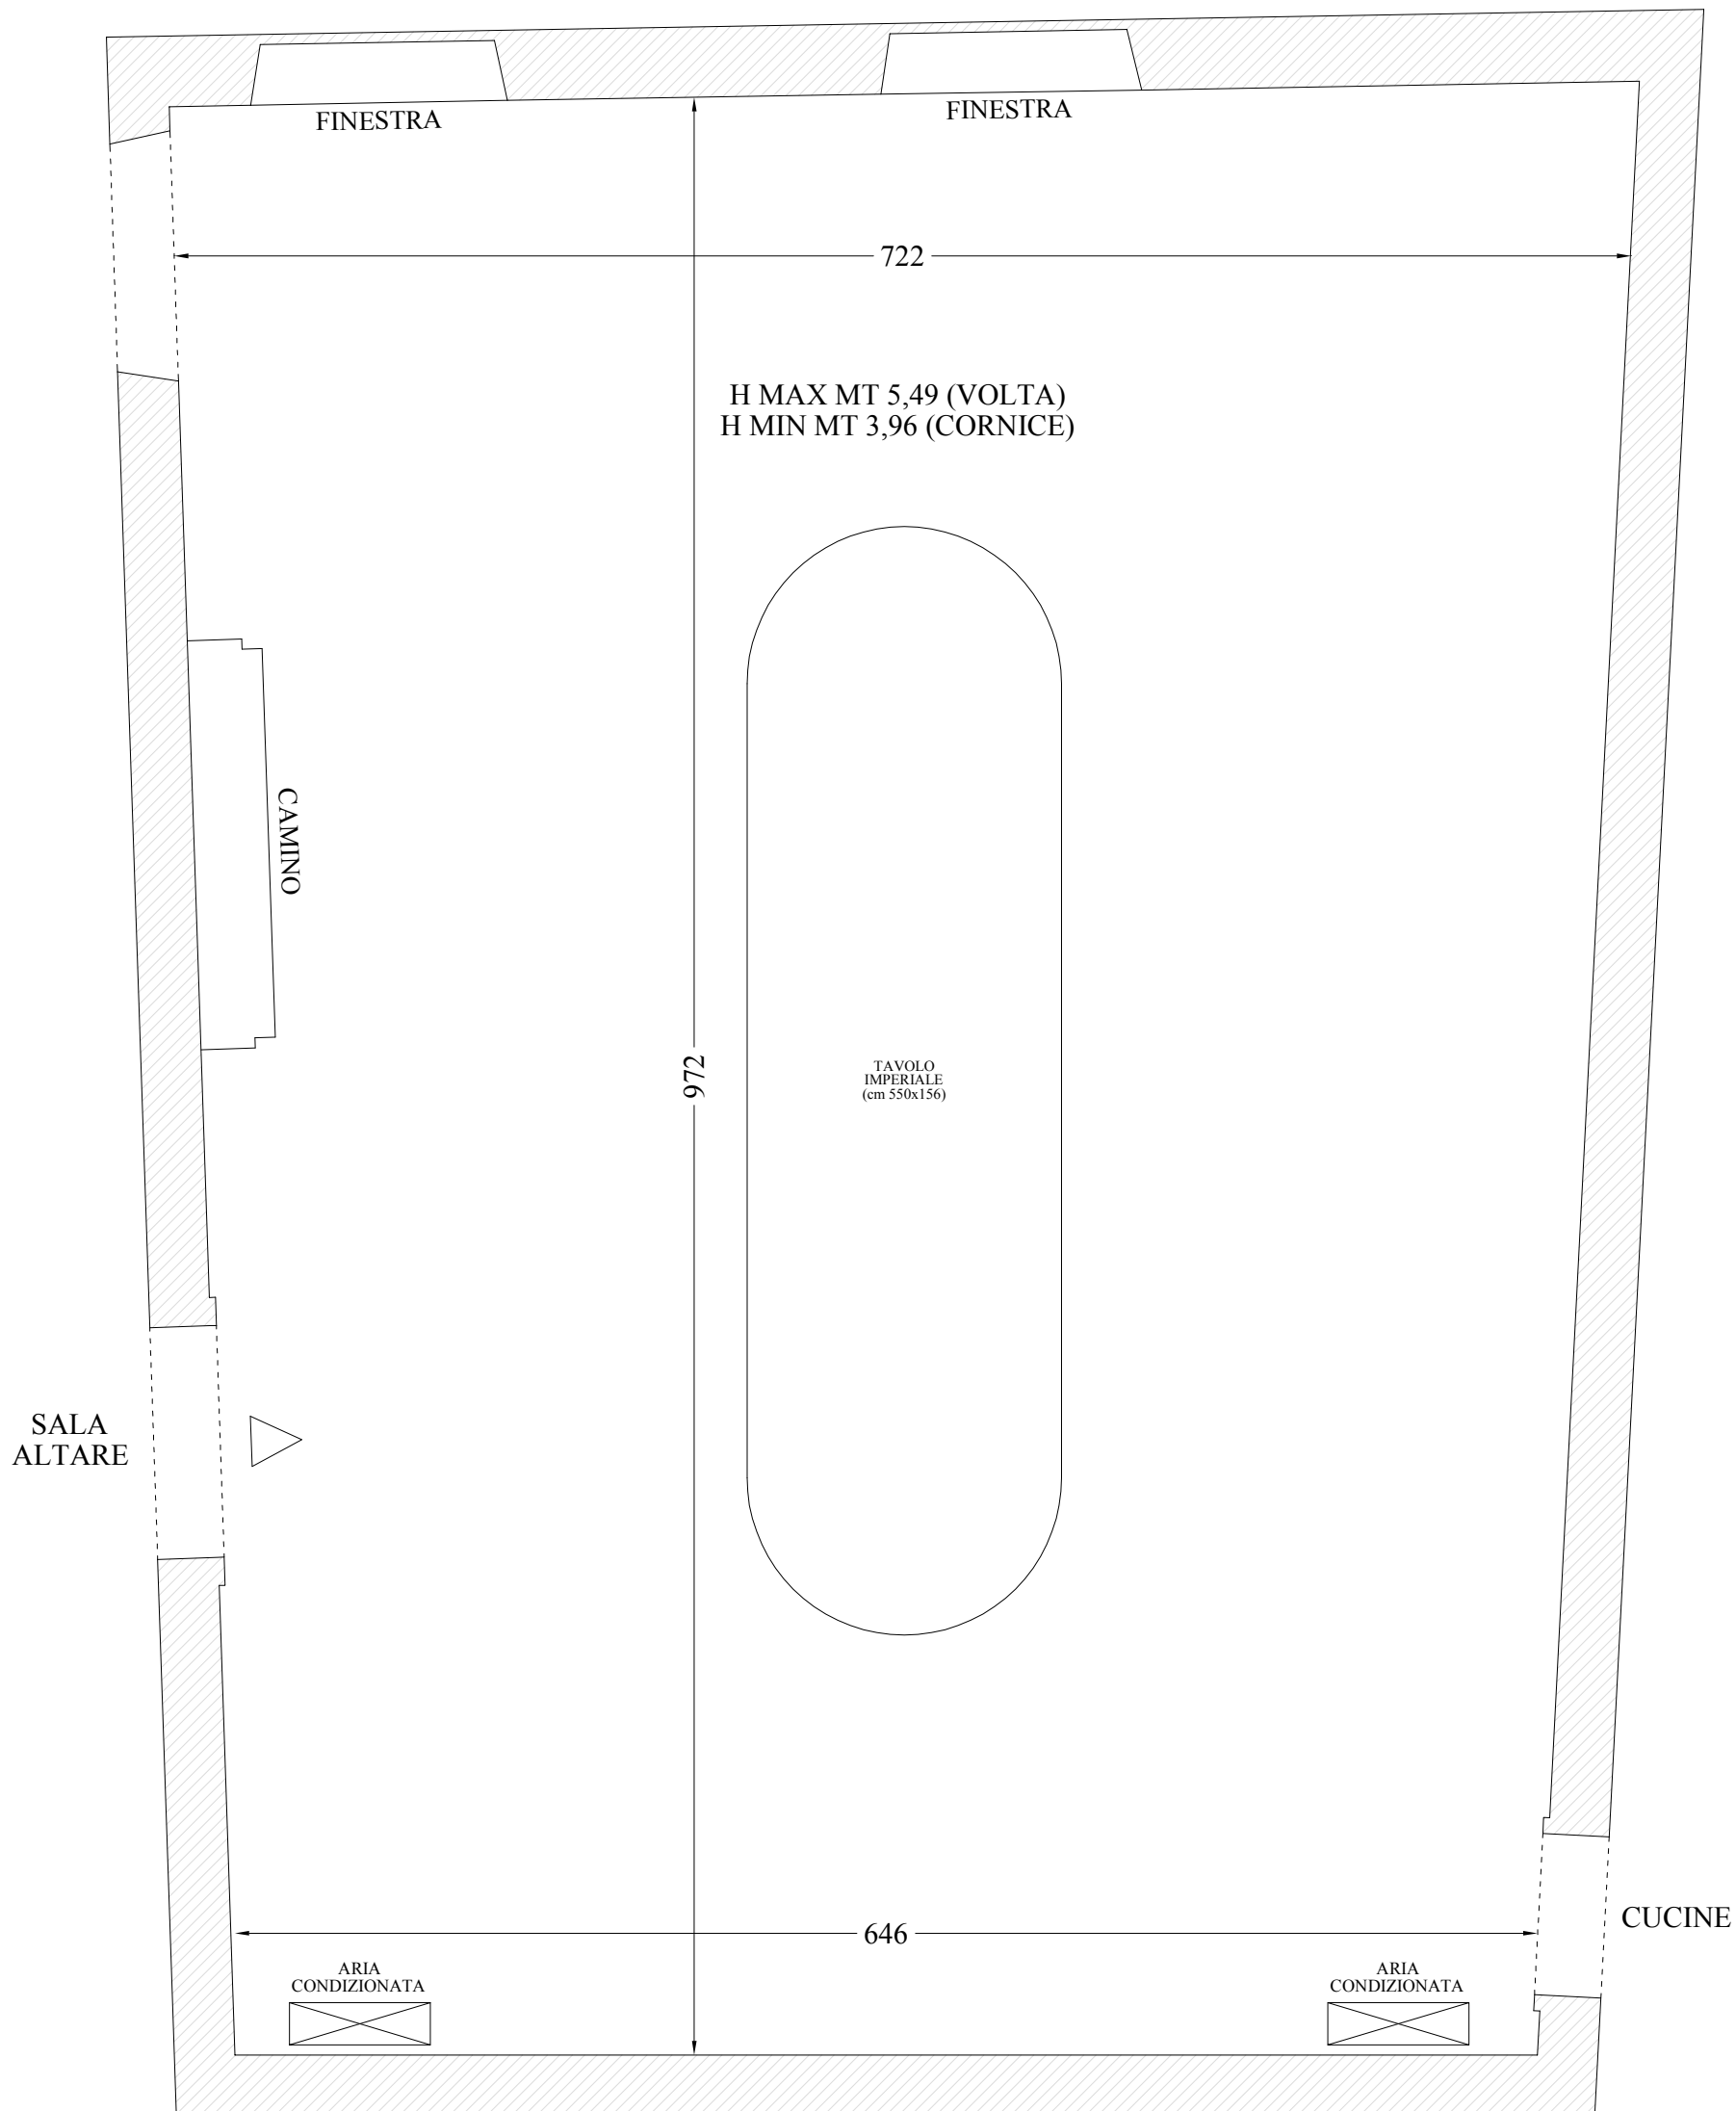 FINESTRA
FINESTRA
722
H MAX MT 5,49 (VOLTA)
H MIN MT 3,96 (CORNICE)
CAMINO
972
TAVOLO
IMPERIALE
(cm 550x156)
SALA
ALTARE
CUCINE
646
ARIA
CONDIZIONATA
ARIA
CONDIZIONATA